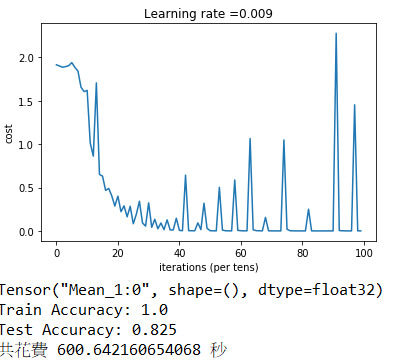 Learning rate =0.009
2.0
1.5
1.0
0.5
0.0
cost
0 20 40 60 80 100
iterations (per tens)
Tensor("Mean_1:0", shape=(), dtype=float32)
Train Accuracy: 1.0
Test Accuracy: 0.825
共花費 600.642160654068 秒